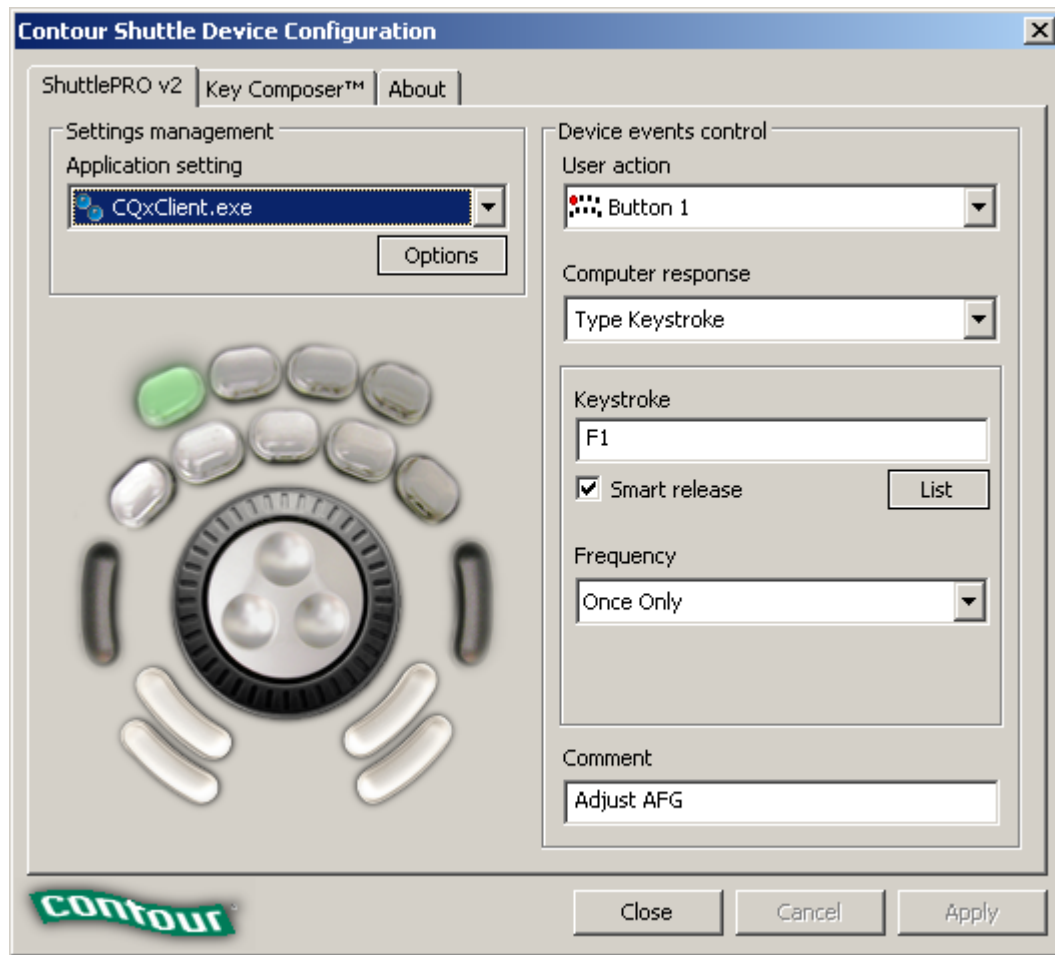 Contour Shuttle Device Configuration
ShuttlePRO v2
Key Composer™
About
Settings management
Application setting
CQxClient.exe
Options
Device events control
User action
Button 1
Computer response
Type Keystroke
Keystroke
F1
Smart release
List
Frequency
Once Only
Comment
Adjust AFG
contour
Close
Cancel
Apply